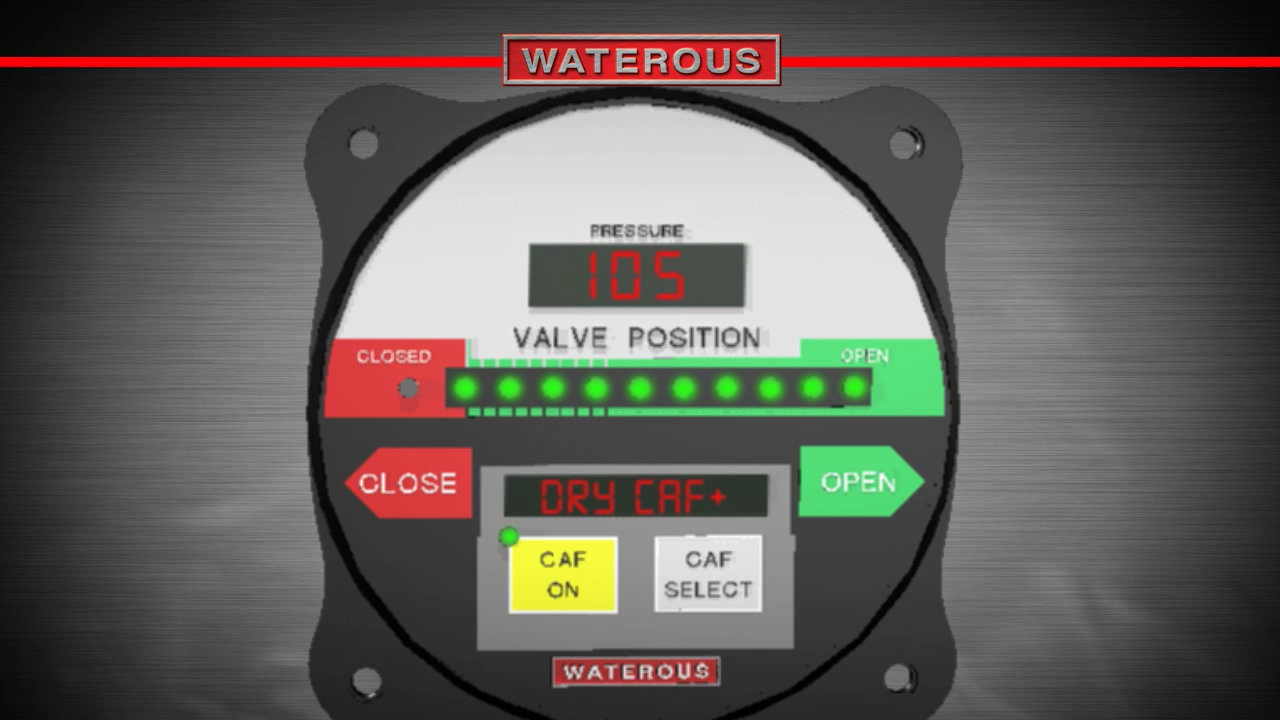 WATEROUS
PRESSURE
105
VALVE POSITION
CLOSED
OPEN
CLOSE
OPEN
DRY CAF+
CAF
ON
CAF
SELECT
WATEROUS